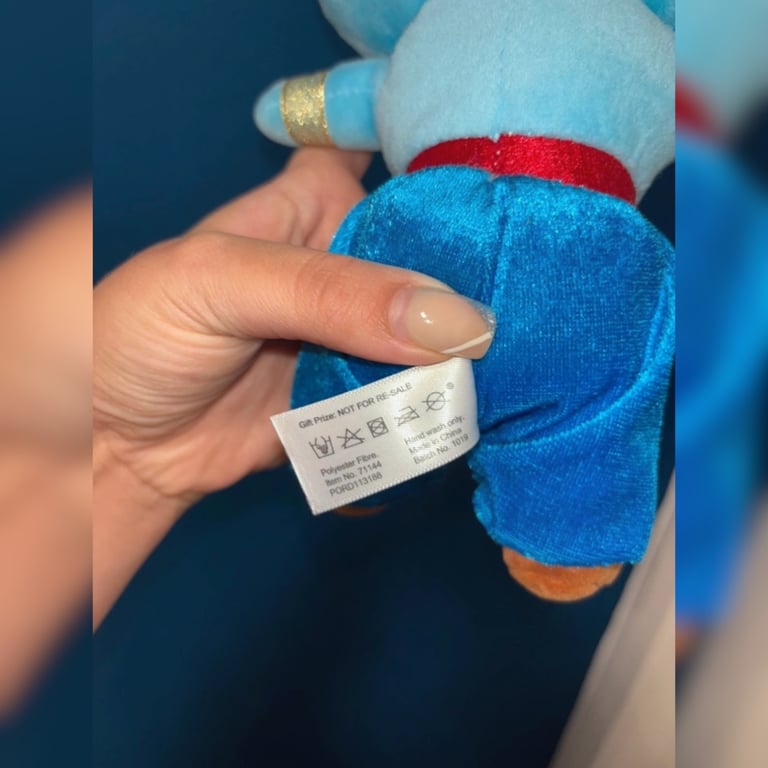 Gift Prize: NOT FOR RE-SALE
Polyester Fibre.
Item No. 71144
PORD113188
Hand wash only.
Made in China
Batch No. 1019